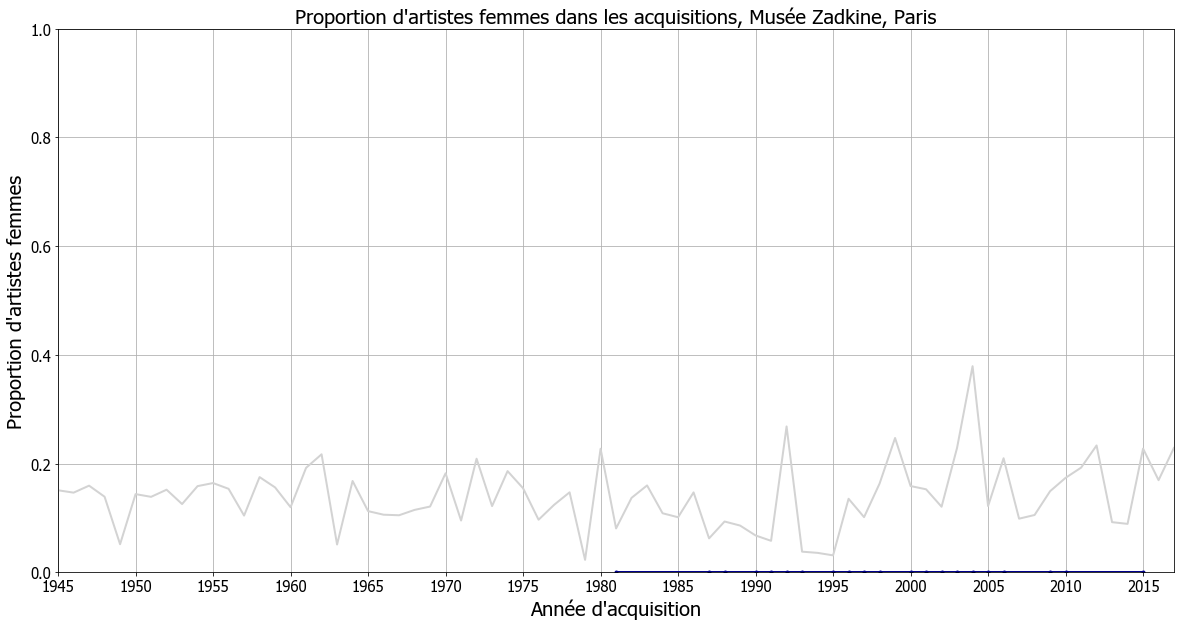 Proportion d'artistes femmes dans les acquisitions, Musée Zadkine, Paris
1.0
0.8
0.6
0.4
0.2
0.0
Proportion d'artistes femmes
1945 1950 1955 1960 1965 1970 1975 1980 1985 1990 1995 2000 2005 2010 2015
Année d'acquisition